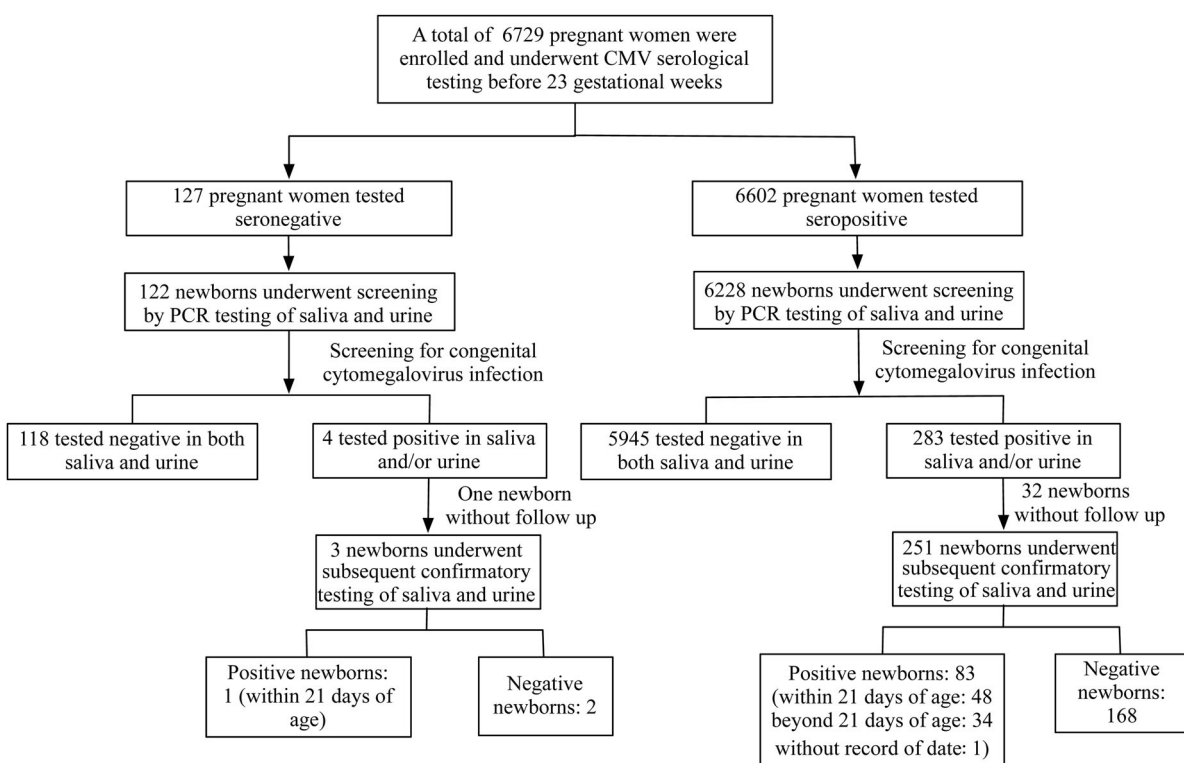 A total of 6729 pregnant women were
enrolled and underwent CMV serological
testing before 23 gestational weeks
127 pregnant women tested
seronegative
6602 pregnant women tested
seropositive
122 newborns underwent screening
by PCR testing of saliva and urine
6228 newborns underwent screening
by PCR testing of saliva and urine
Screening for congenital
cytomegalovirus infection
Screening for congenital
cytomegalovirus infection
118 tested negative in both
saliva and urine
4 tested positive in saliva
and/or urine
5945 tested negative in
both saliva and urine
283 tested positive in
saliva and/or urine
One newborn
without follow up
32 newborns
without follow up
3 newborns underwent
subsequent confirmatory
testing of saliva and urine
251 newborns underwent
subsequent confirmatory
testing of saliva and urine
Positive newborns:
1 (within 21 days of
age)
Negative
newborns: 2
Positive newborns: 83
(within 21 days of age: 48
beyond 21 days of age: 34
without record of date: 1)
Negative
newborns:
168